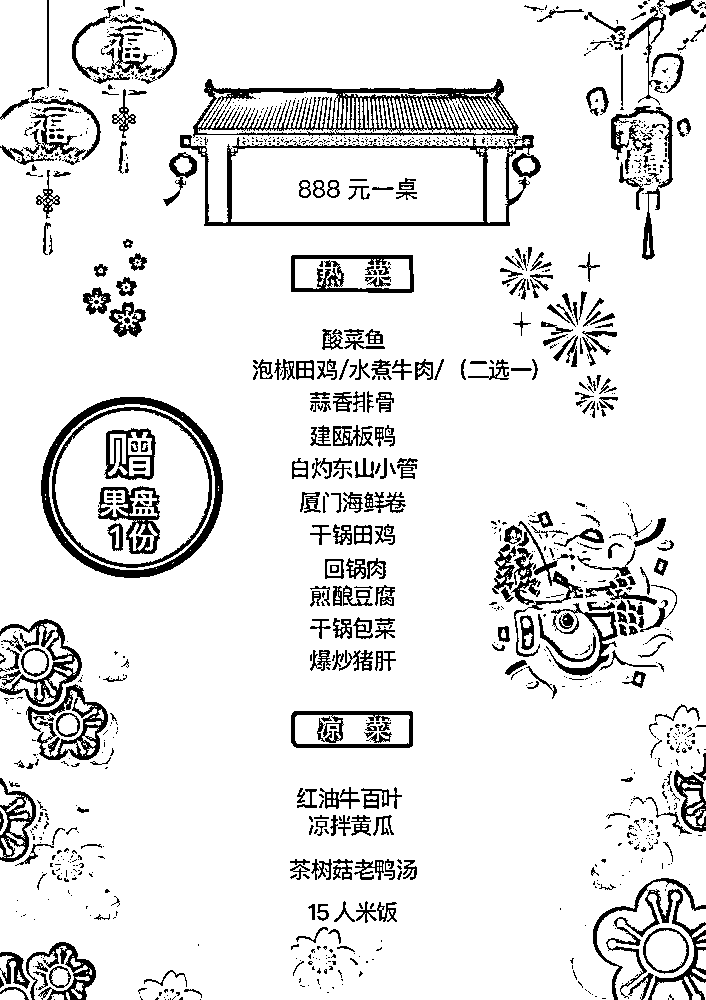 福
福
888 元一桌
热 菜
酸菜鱼
泡椒田鸡/水煮牛肉/（二选一）
蒜香排骨
建瓯板鸭
白灼东山小管
厦门海鲜卷
干锅田鸡
回锅肉
煎酿豆腐
干锅包菜
爆炒猪肝
赠
果盘
1份
凉 菜
红油牛百叶
凉拌黄瓜
茶树菇老鸭汤
15 人米饭